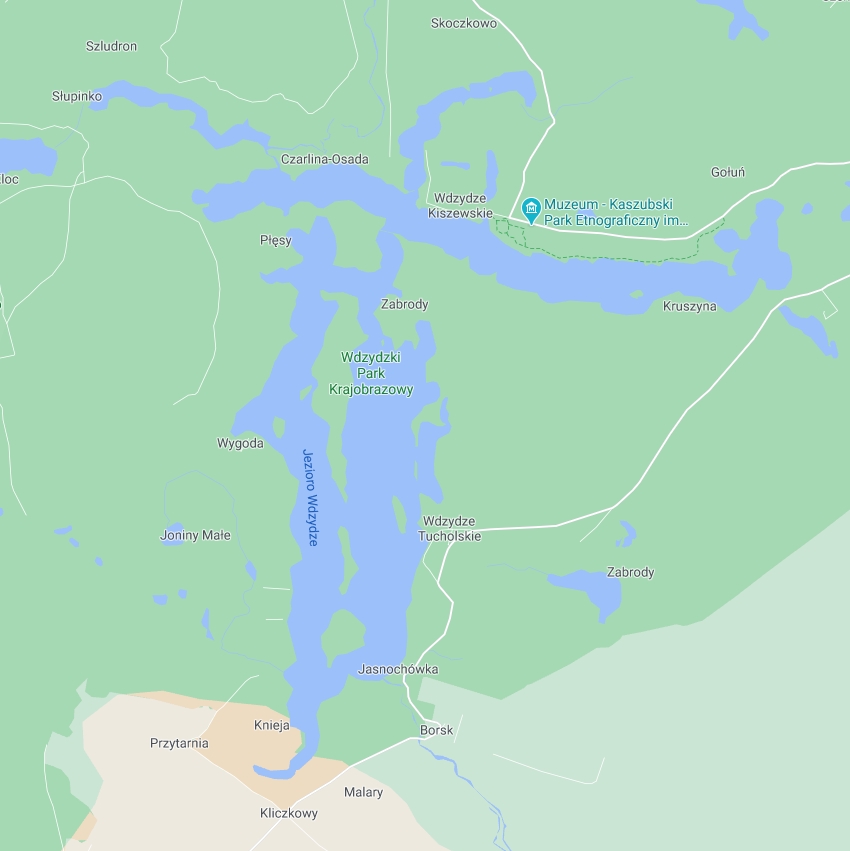 Skoczkowo
Szludron
Słupinko
Czarlina-Osada
Gołuń
Wdzydze
Kiszewskie
Muzeum - Kaszubski
Park Etnograficzny im...
Płęsy
Zabrody
Kruszyna
Wdzydzki
Park
Krajobrazowy
Wygoda
Jezioro Wdzydze
Wdzydze
Tucholskie
Joniny Małe
Zabrody
Jasnochówka
Knieja
Borsk
Przytarnia
Malary
Kliczkowy